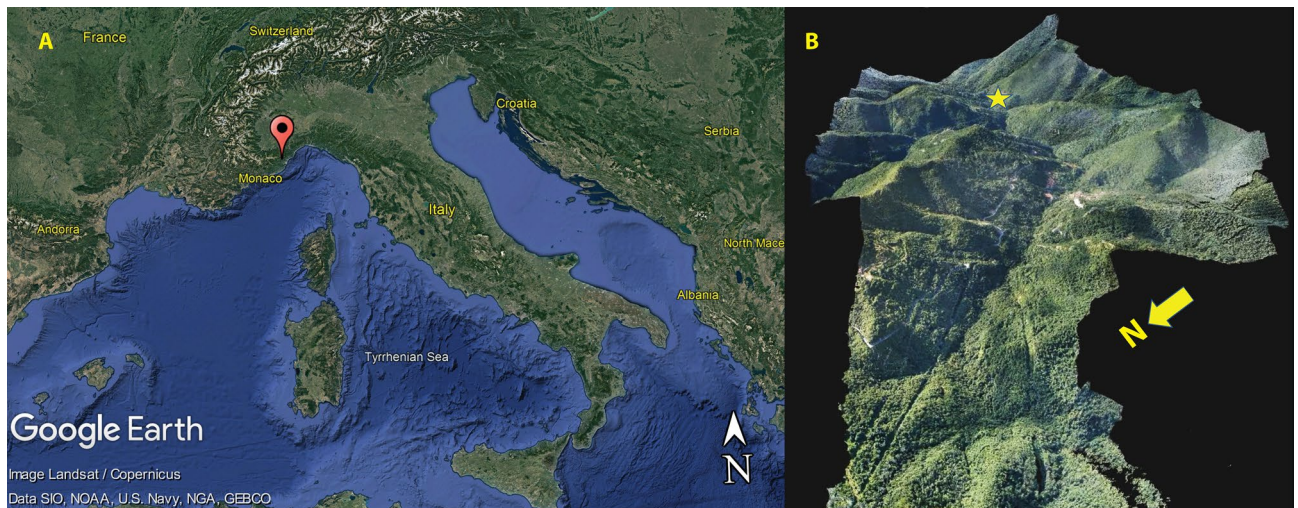 A
France
Switzerland
Croatia
Serbia
Monaco
Italy
Andorra
North Mace
Albania
Tyrrhenian Sea
Google Earth
N
Image Landsat / Copernicus
Data SIO, NOAA, U.S. Navy, NGA, GEBCO
B
N